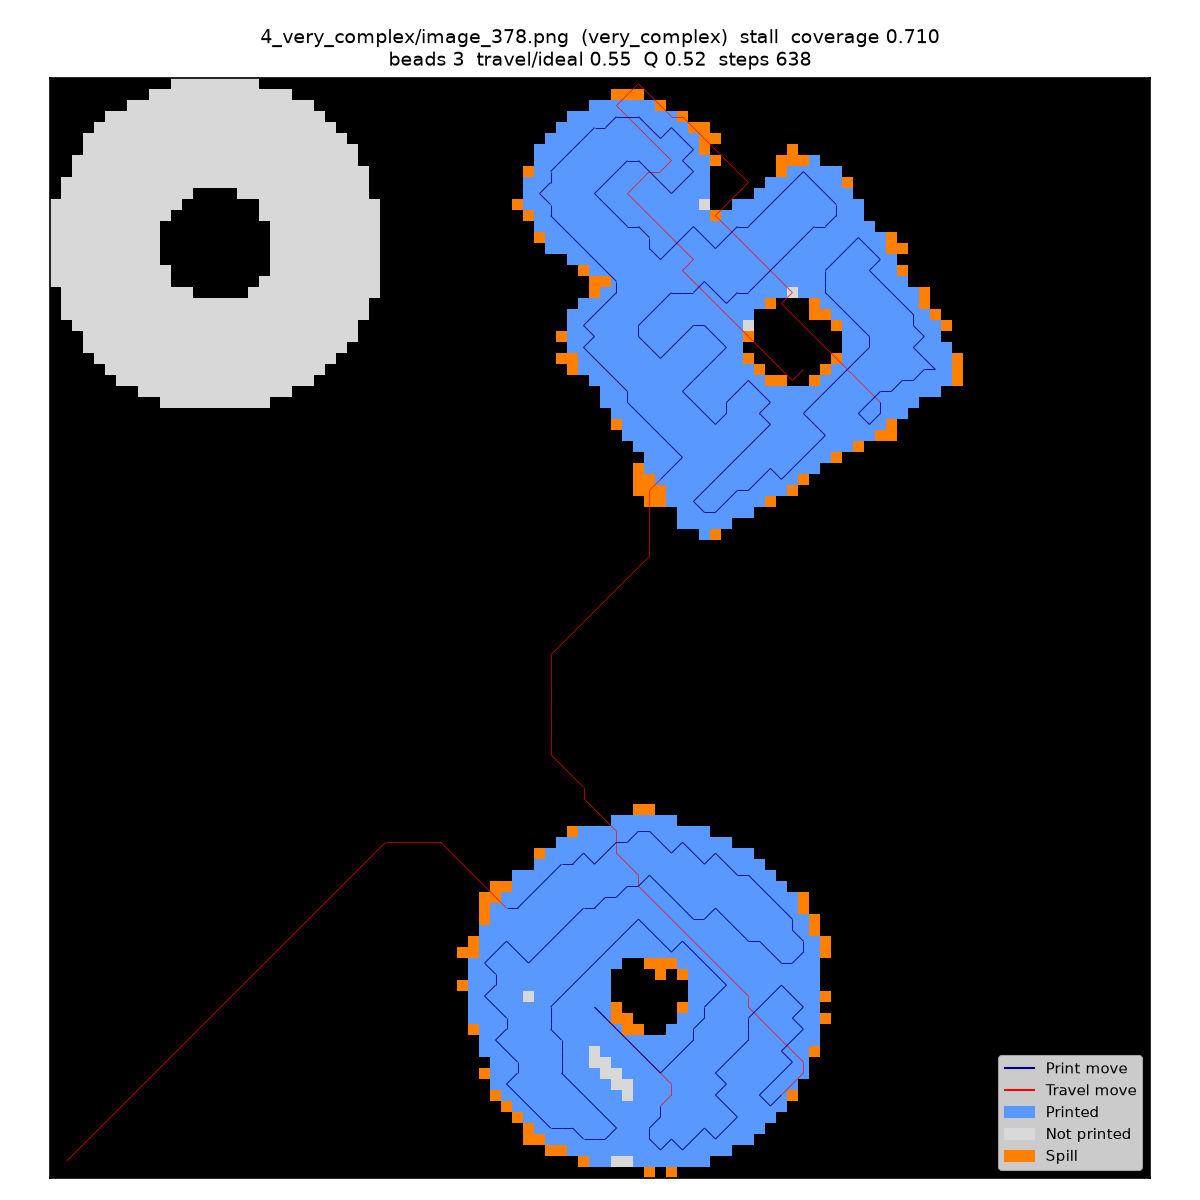 4_very_complex/image_378.png (very_complex) stall coverage 0.710
beads 3 travel/ideal 0.55 Q 0.52 steps 638
Print move
Travel move
Printed
Not printed
Spill